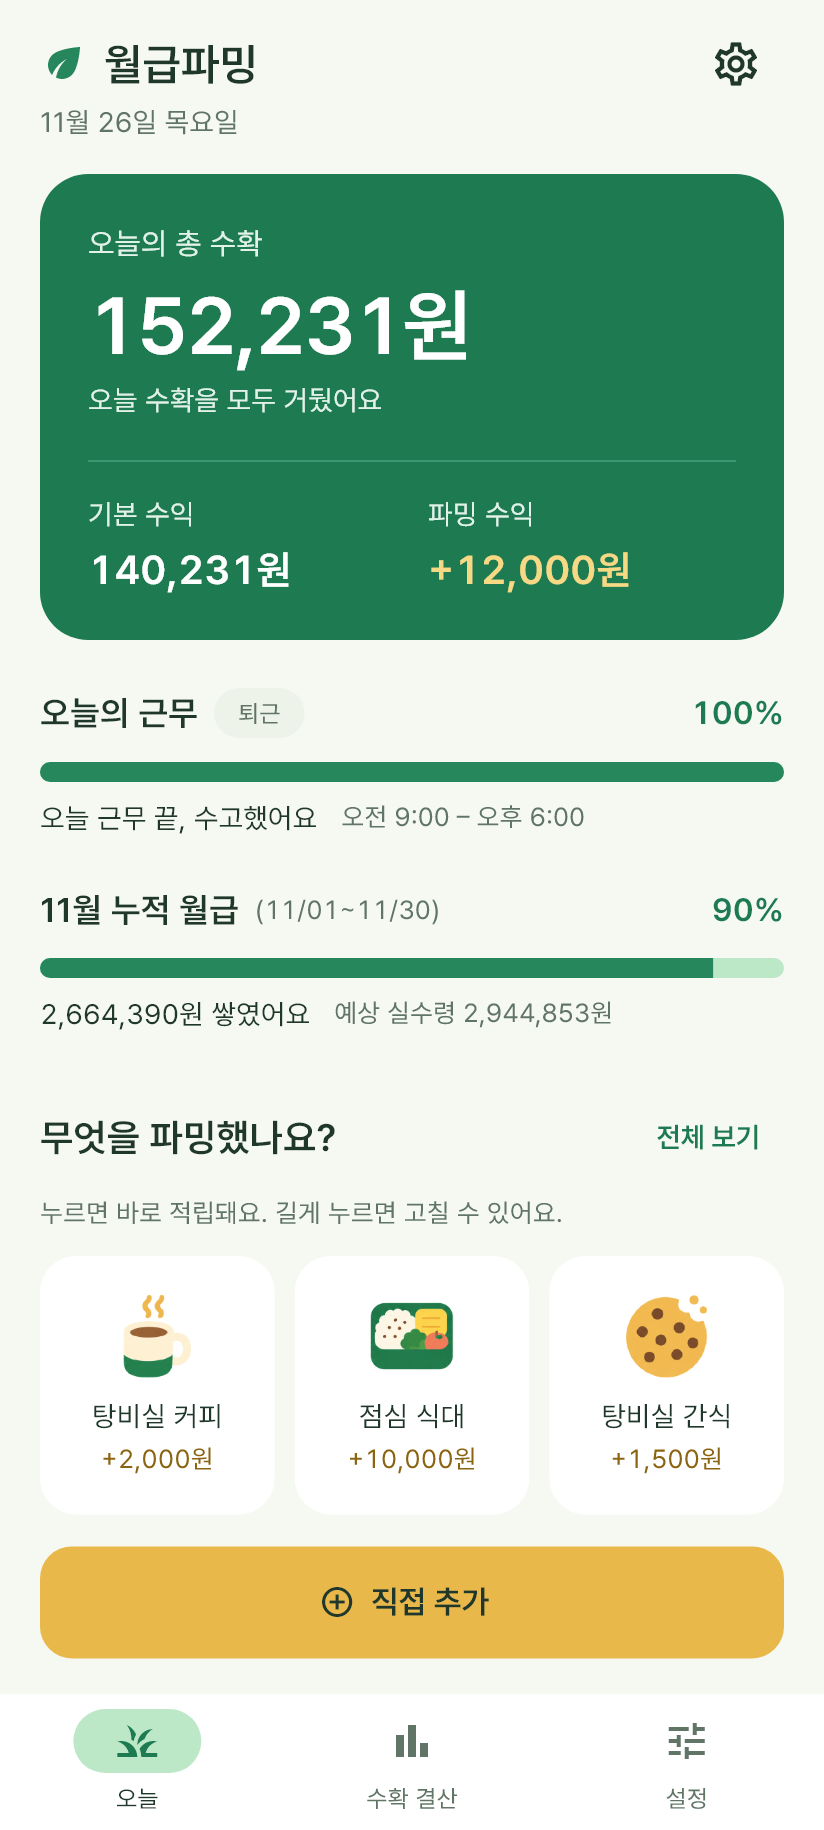 월급파밍
11월 26일 목요일
오늘의 총 수확
152,231원
오늘 수확을 모두 거뒀어요
기본 수익 파밍 수익
140,231원 +12,000원
오늘의 근무 퇴근 100%
오늘 근무 끝, 수고했어요 오전 9:00 – 오후 6:00
11월 누적 월급 (11/01~11/30) 90%
2,664,390원 쌓였어요 예상 실수령 2,944,853원
무엇을 파밍했나요? 전체 보기
누르면 바로 적립돼요. 길게 누르면 고칠 수 있어요.
탕비실 커피 점심 식대 탕비실 간식
+2,000원 +10,000원 +1,500원
직접 추가
오늘 수확 결산 설정